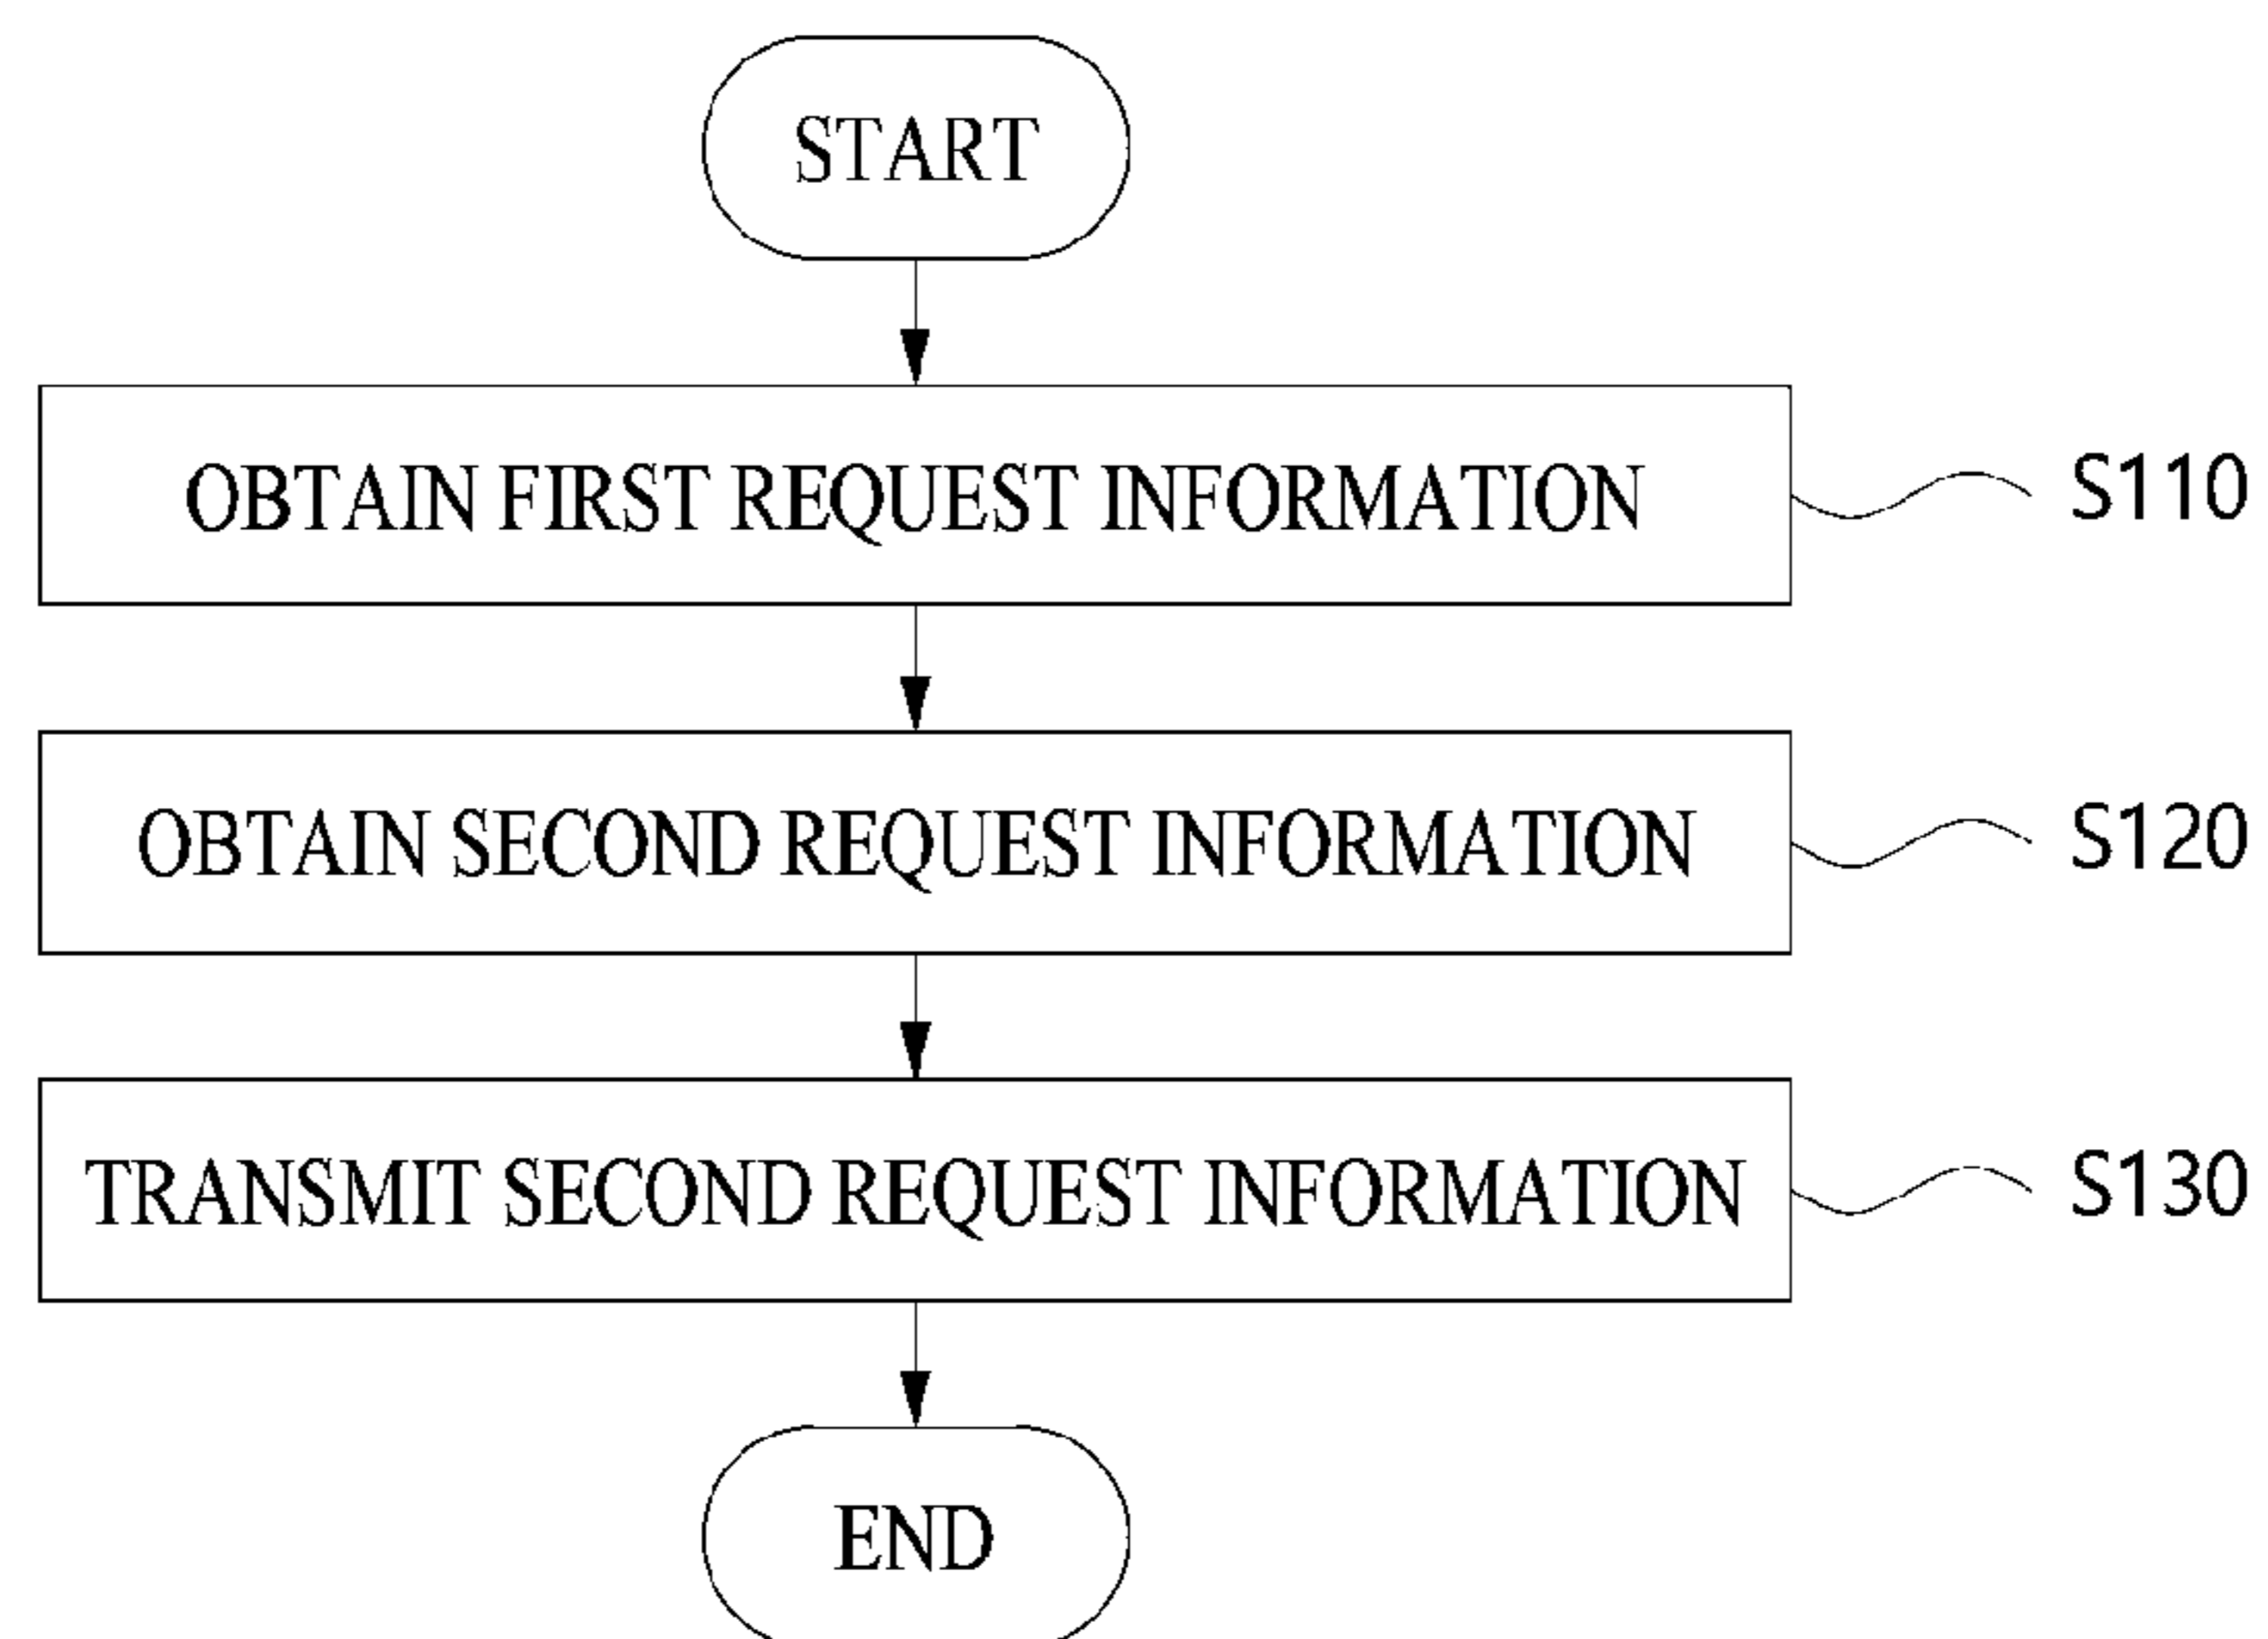 START
OBTAIN FIRST REQUEST INFORMATION
S110
OBTAIN SECOND REQUEST INFORMATION
S120
TRANSMIT SECOND REQUEST INFORMATION
S130
END